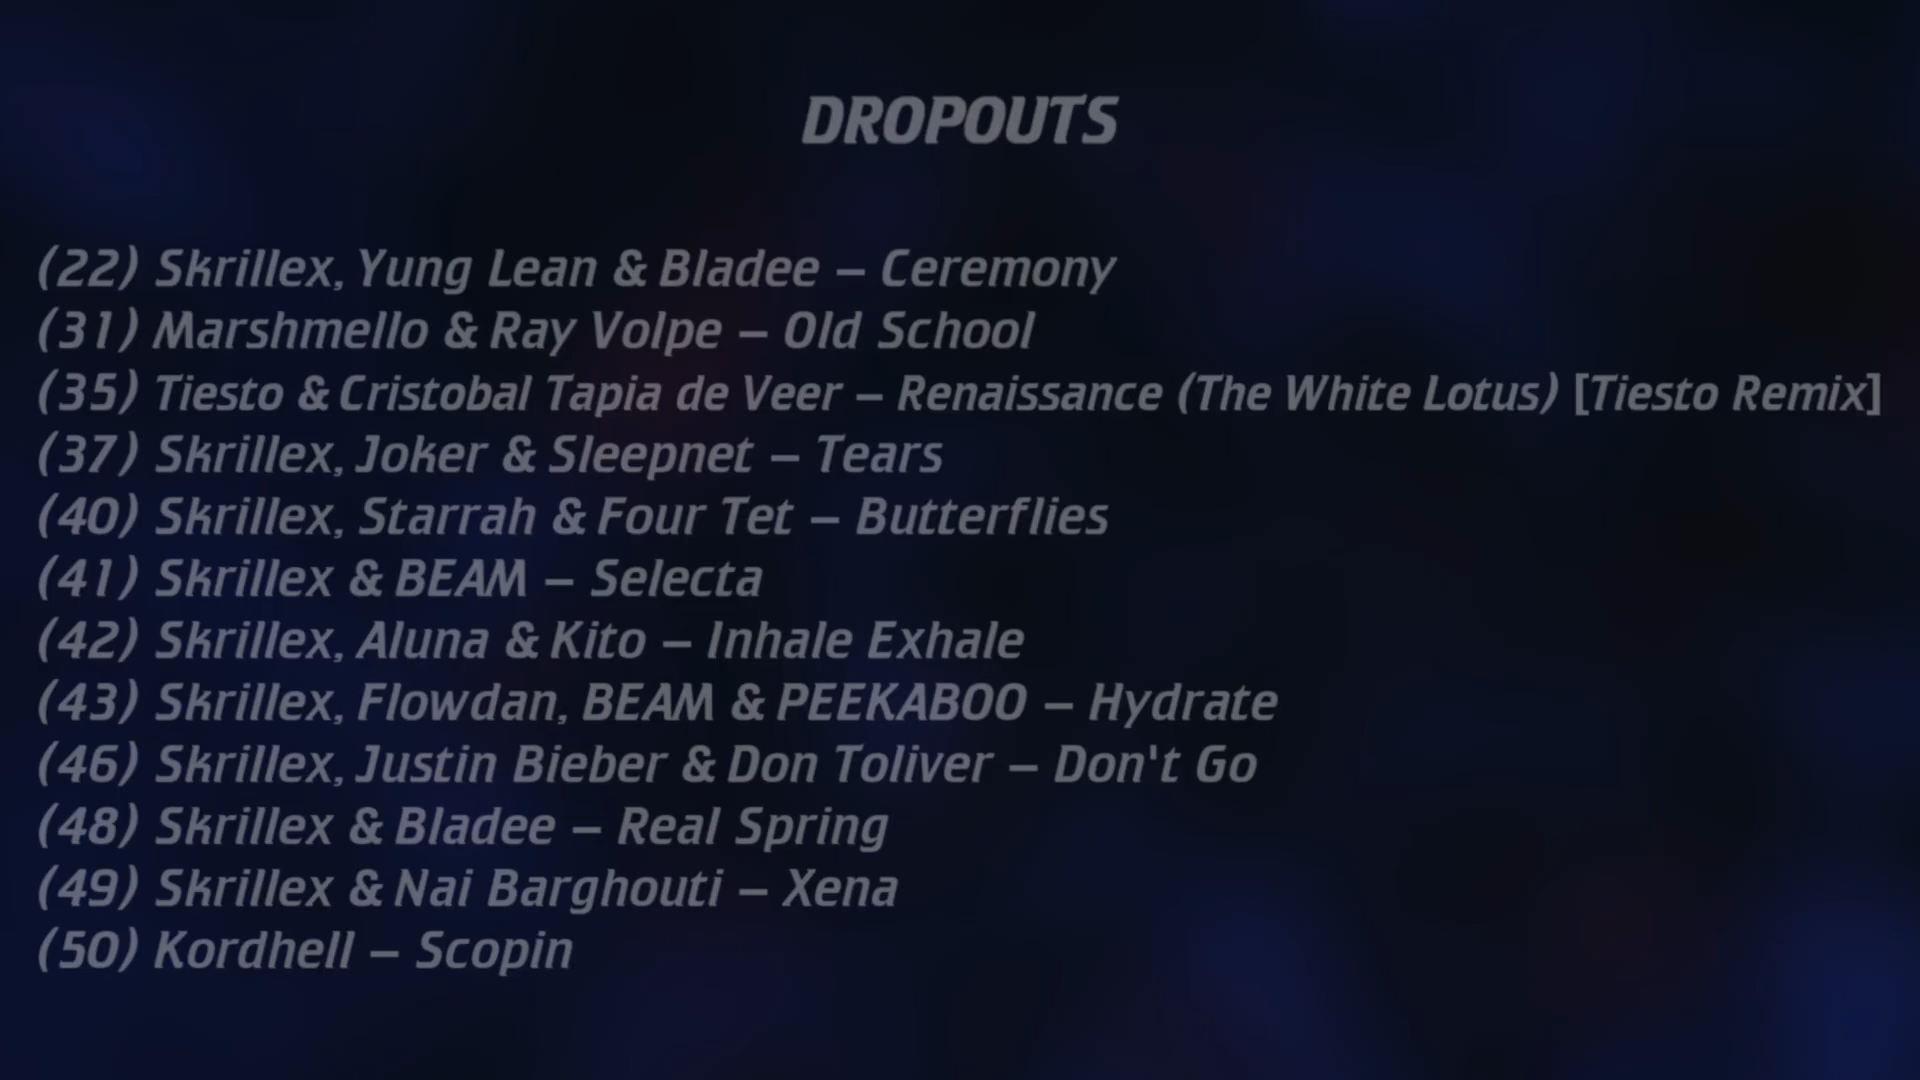 DROPOUTS
(22) Skrillex, Yung Lean & Bladee – Ceremony
(31) Marshmello & Ray Volpe – Old School
(35) Tiesto & Cristobal Tapia de Veer – Renaissance (The White Lotus) [Tiesto Remix]
(37) Skrillex, Joker & Sleepnet – Tears
(40) Skrillex, Starrah & Four Tet – Butterflies
(41) Skrillex & BEAM – Selecta
(42) Skrillex, Aluna & Kito – Inhale Exhale
(43) Skrillex, Flowdan, BEAM & PEEKABOO – Hydrate
(46) Skrillex, Justin Bieber & Don Toliver – Don't Go
(48) Skrillex & Bladee – Real Spring
(49) Skrillex & Nai Barghouti – Xena
(50) Kordhell – Scopin